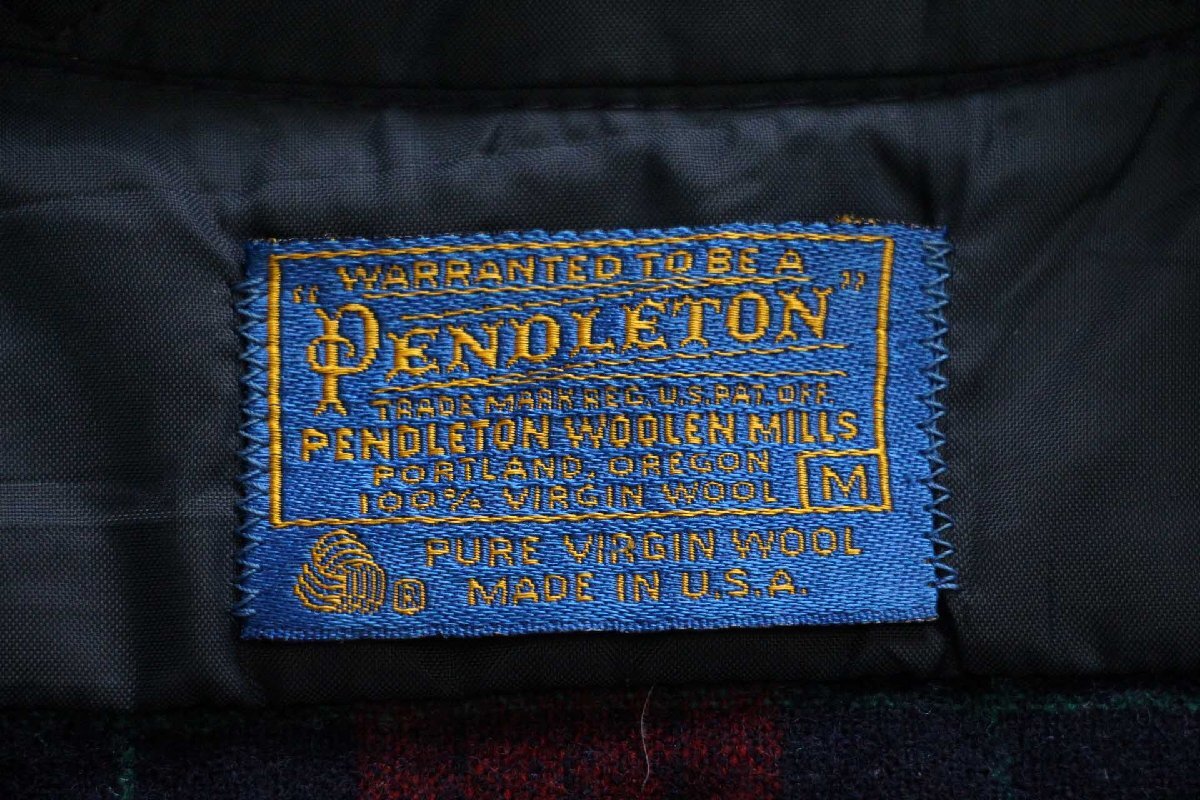 WARRANTED TO BE A
"PENDLETON"
TRADE MARK REG. U.S. PAT. OFF.
PENDLETON WOOLEN MILLS
PORTLAND, OREGON
100% VIRGIN WOOL M
PURE VIRGIN WOOL
® MADE IN U.S.A.